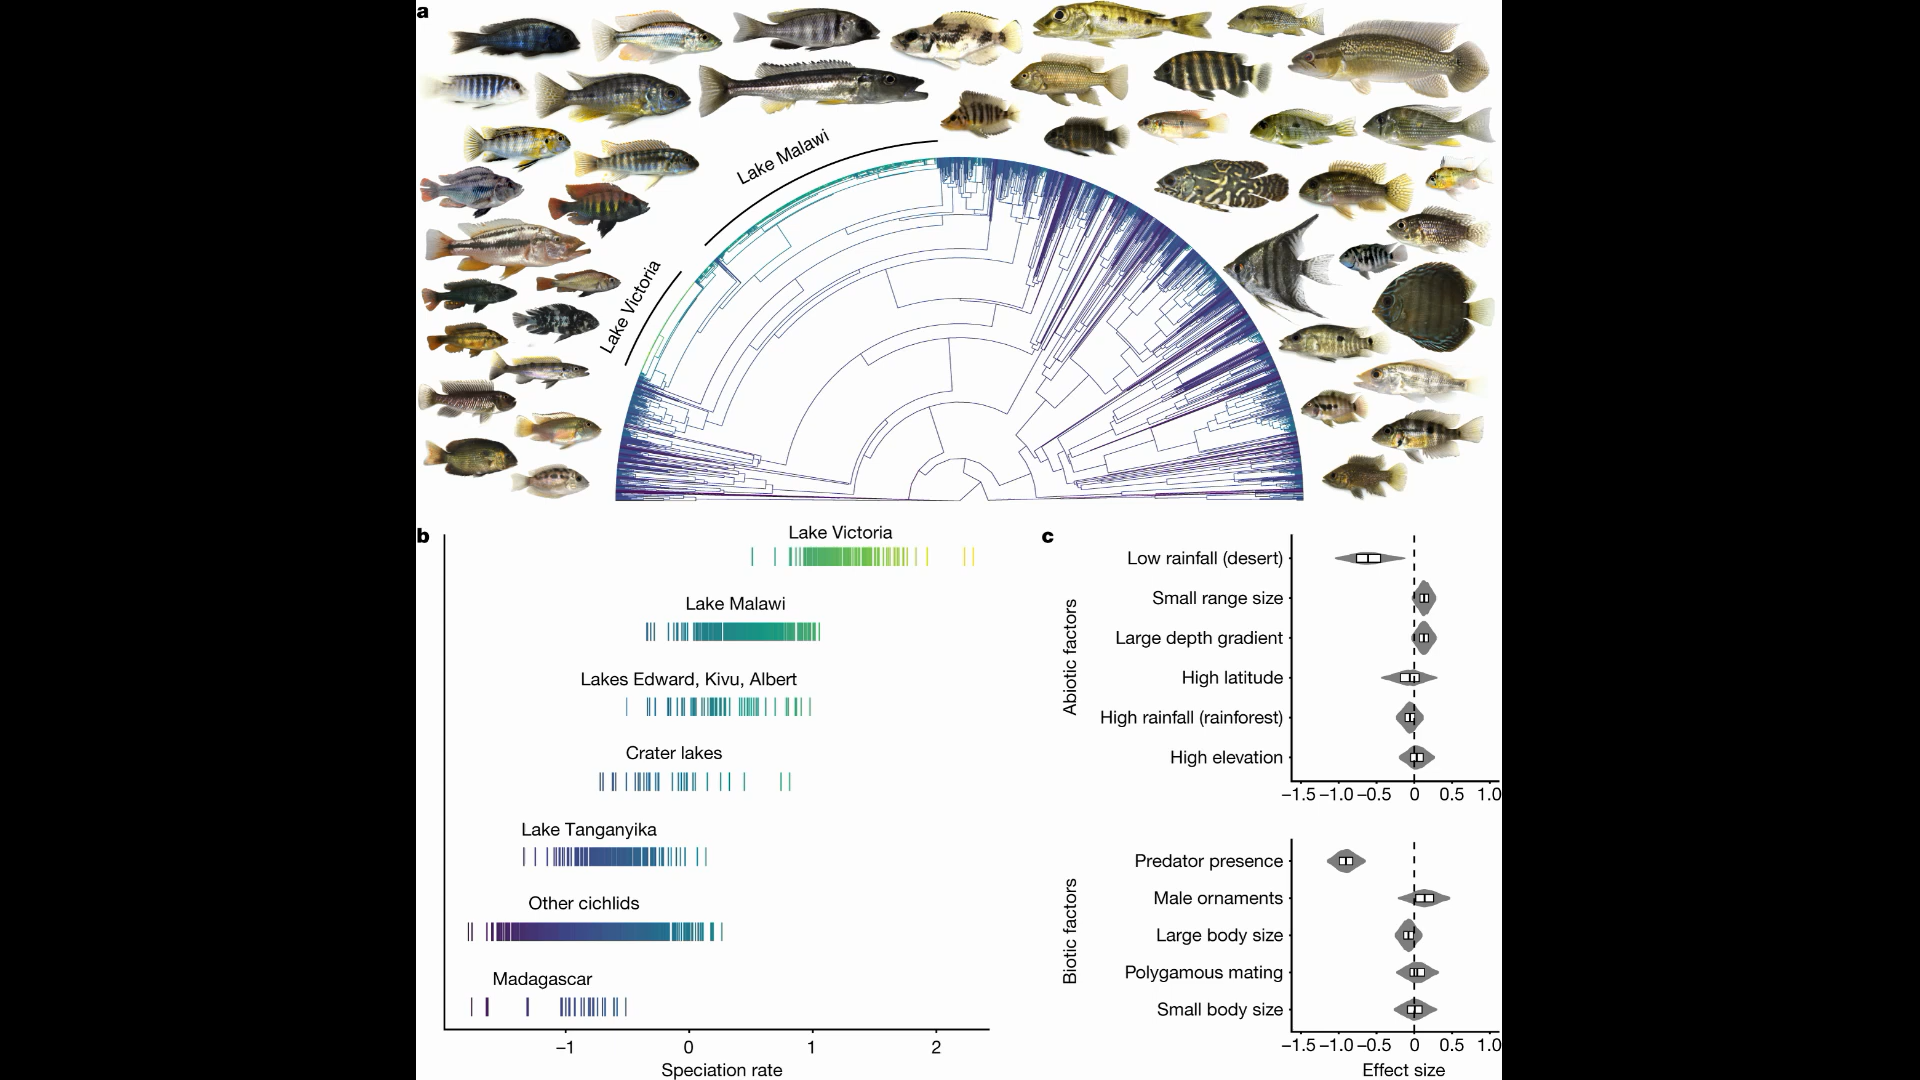 a
Lake Malawi
Lake Victoria
b
Lake Victoria
Lake Malawi
Lakes Edward, Kivu, Albert
Crater lakes
Lake Tanganyika
Other cichlids
Madagascar
−1 0 1 2
Speciation rate
c
Abiotic factors
Low rainfall (desert)
Small range size
Large depth gradient
High latitude
High rainfall (rainforest)
High elevation
−1.5 −1.0 −0.5 0 0.5 1.0
Biotic factors
Predator presence
Male ornaments
Large body size
Polygamous mating
Small body size
−1.5 −1.0 −0.5 0 0.5 1.0
Effect size